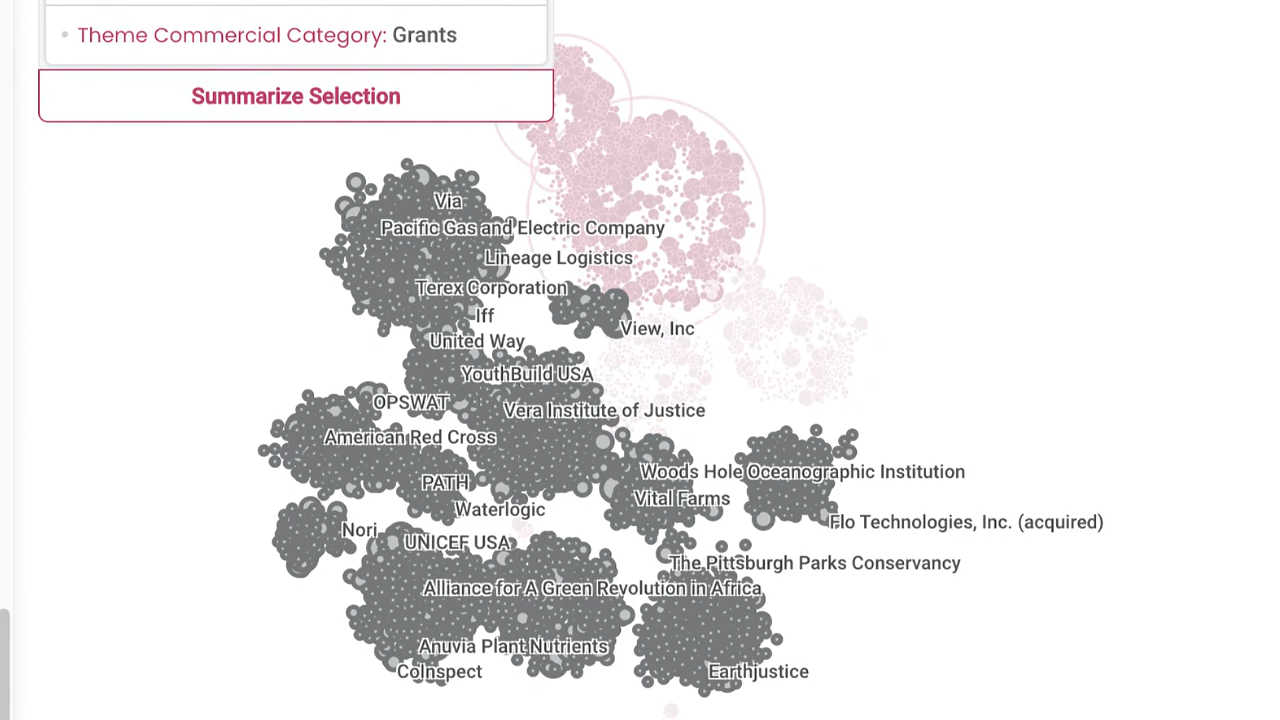 Theme Commercial Category: Grants
Summarize Selection
Via
Pacific Gas and Electric Company
Lineage Logistics
Terex Corporation
Iff
View, Inc
United Way
YouthBuild USA
OPSWAT
Vera Institute of Justice
American Red Cross
Woods Hole Oceanographic Institution
PATH
Vital Farms
Waterlogic
Flo Technologies, Inc. (acquired)
Nori
UNICEF USA
The Pittsburgh Parks Conservancy
Alliance for A Green Revolution in Africa
Anuvia Plant Nutrients
CoInspect
Earthjustice